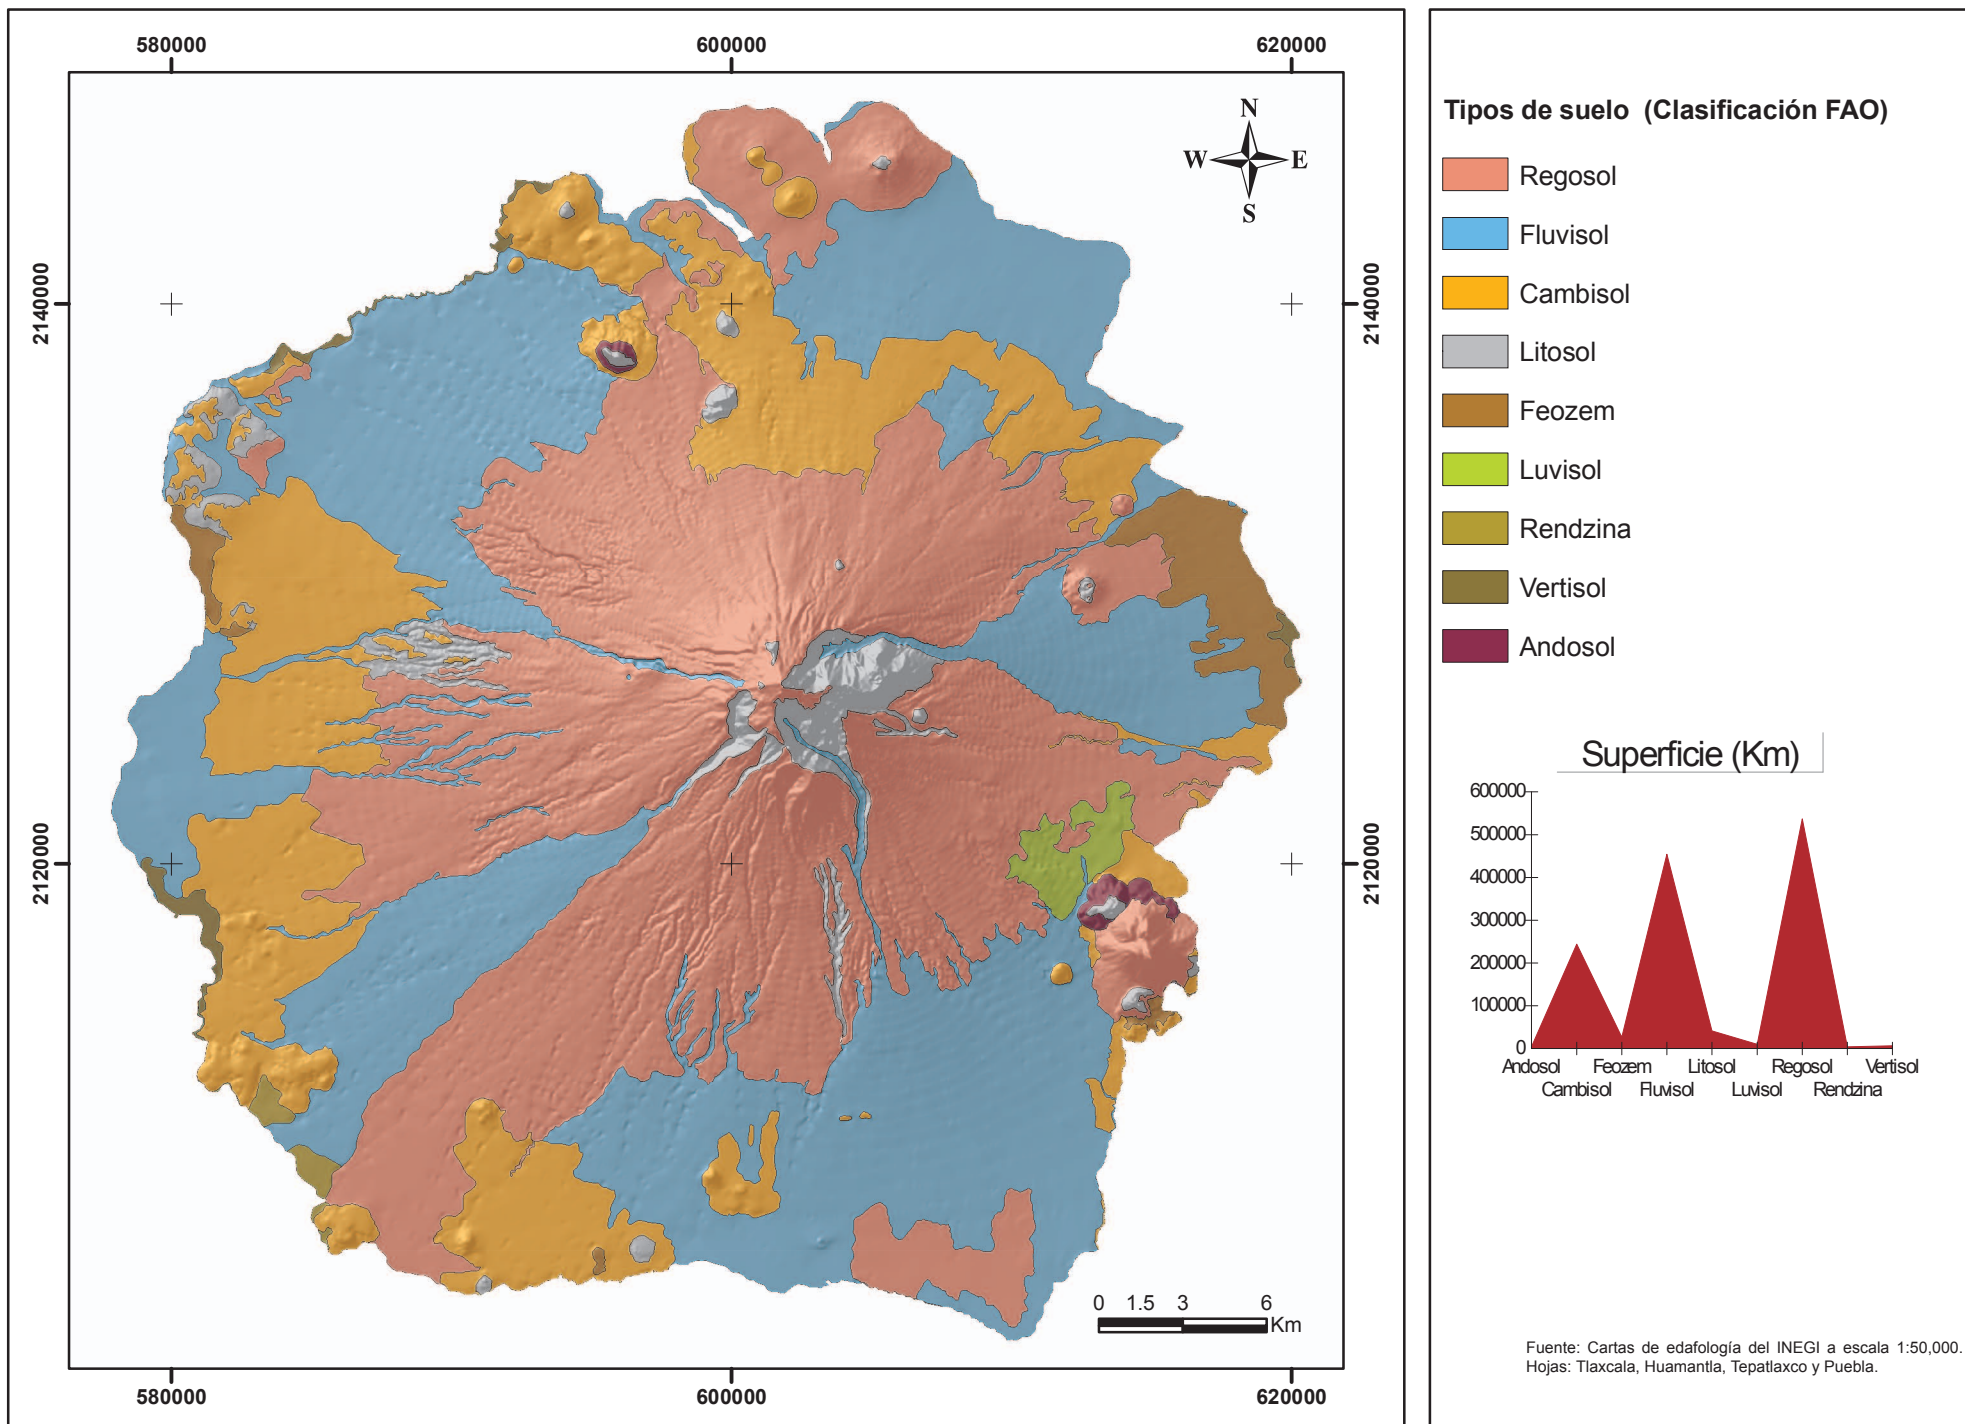 580000 600000 620000
N
W E
S
2140000 2140000
2120000 2120000
0 1.5 3 6
Km
580000 600000 620000
Tipos de suelo (Clasificación FAO)
Regosol
Fluvisol
Cambisol
Litosol
Feozem
Luvisol
Rendzina
Vertisol
Andosol
Superficie (Km)
600000
500000
400000
300000
200000
100000
0
Andosol Feozem Litosol Regosol Vertisol
Cambisol Fluvisol Luvisol Rendzina
Fuente: Cartas de edafología del INEGI a escala 1:50,000.
Hojas: Tlaxcala, Huamantla, Tepatlaxco y Puebla.